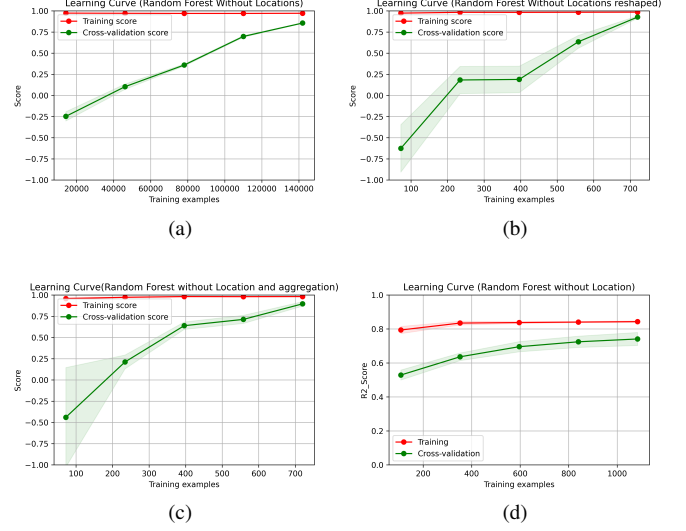 Learning Curve (Random Forest Without Locations)
1.00
0.75
0.50
0.25
0.00
−0.25
−0.50
−0.75
−1.00
Score
Training score
Cross-validation score
20000 40000 60000 80000 100000 120000 140000
Training examples
(a)
Learning Curve (Random Forest Without Locations reshaped)
1.00
0.75
0.50
0.25
0.00
−0.25
−0.50
−0.75
−1.00
Score
Training score
Cross-validation score
100 200 300 400 500 600 700
Training examples
(b)
Learning Curve(Random Forest without Location and aggregation)
1.00
0.75
0.50
0.25
0.00
−0.25
−0.50
−0.75
−1.00
Score
Training score
Cross-validation score
100 200 300 400 500 600 700
Training examples
(c)
Learning Curve (Random Forest without Location)
1.0
0.8
0.6
0.4
0.2
0.0
R2_Score
Training
Cross-validation
200 400 600 800 1000
Training examples
(d)